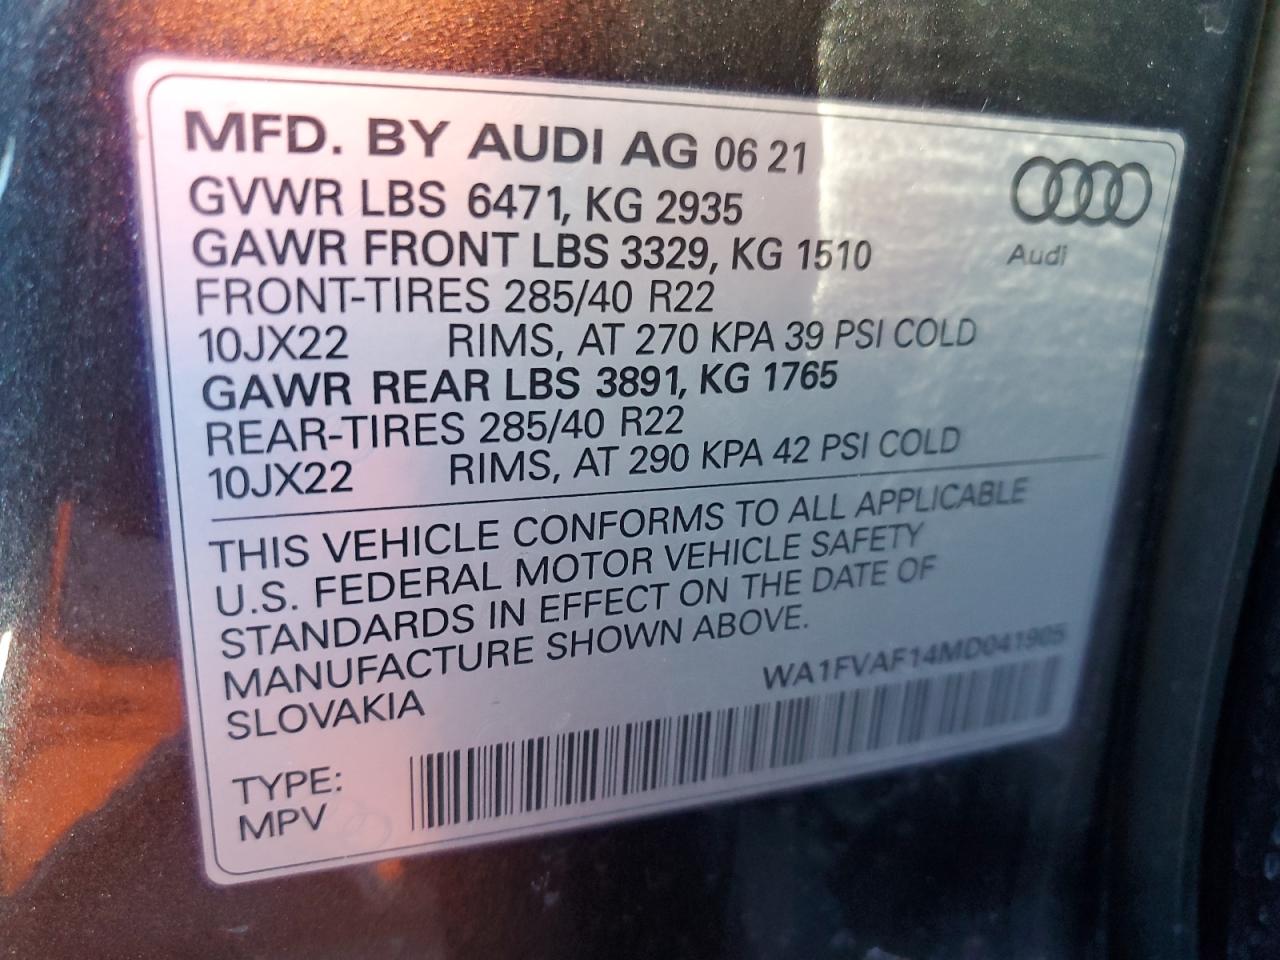 MFD. BY AUDI AG 06 21
GVWR LBS 6471, KG 2935
GAWR FRONT LBS 3329, KG 1510
FRONT-TIRES 285/40 R22
10JX22 RIMS, AT 270 KPA 39 PSI COLD
GAWR REAR LBS 3891, KG 1765
REAR-TIRES 285/40 R22
10JX22 RIMS, AT 290 KPA 42 PSI COLD
Audi
THIS VEHICLE CONFORMS TO ALL APPLICABLE
U.S. FEDERAL MOTOR VEHICLE SAFETY
STANDARDS IN EFFECT ON THE DATE OF
MANUFACTURE SHOWN ABOVE.
SLOVAKIA
WA1FVAF14MD041905
TYPE:
MPV